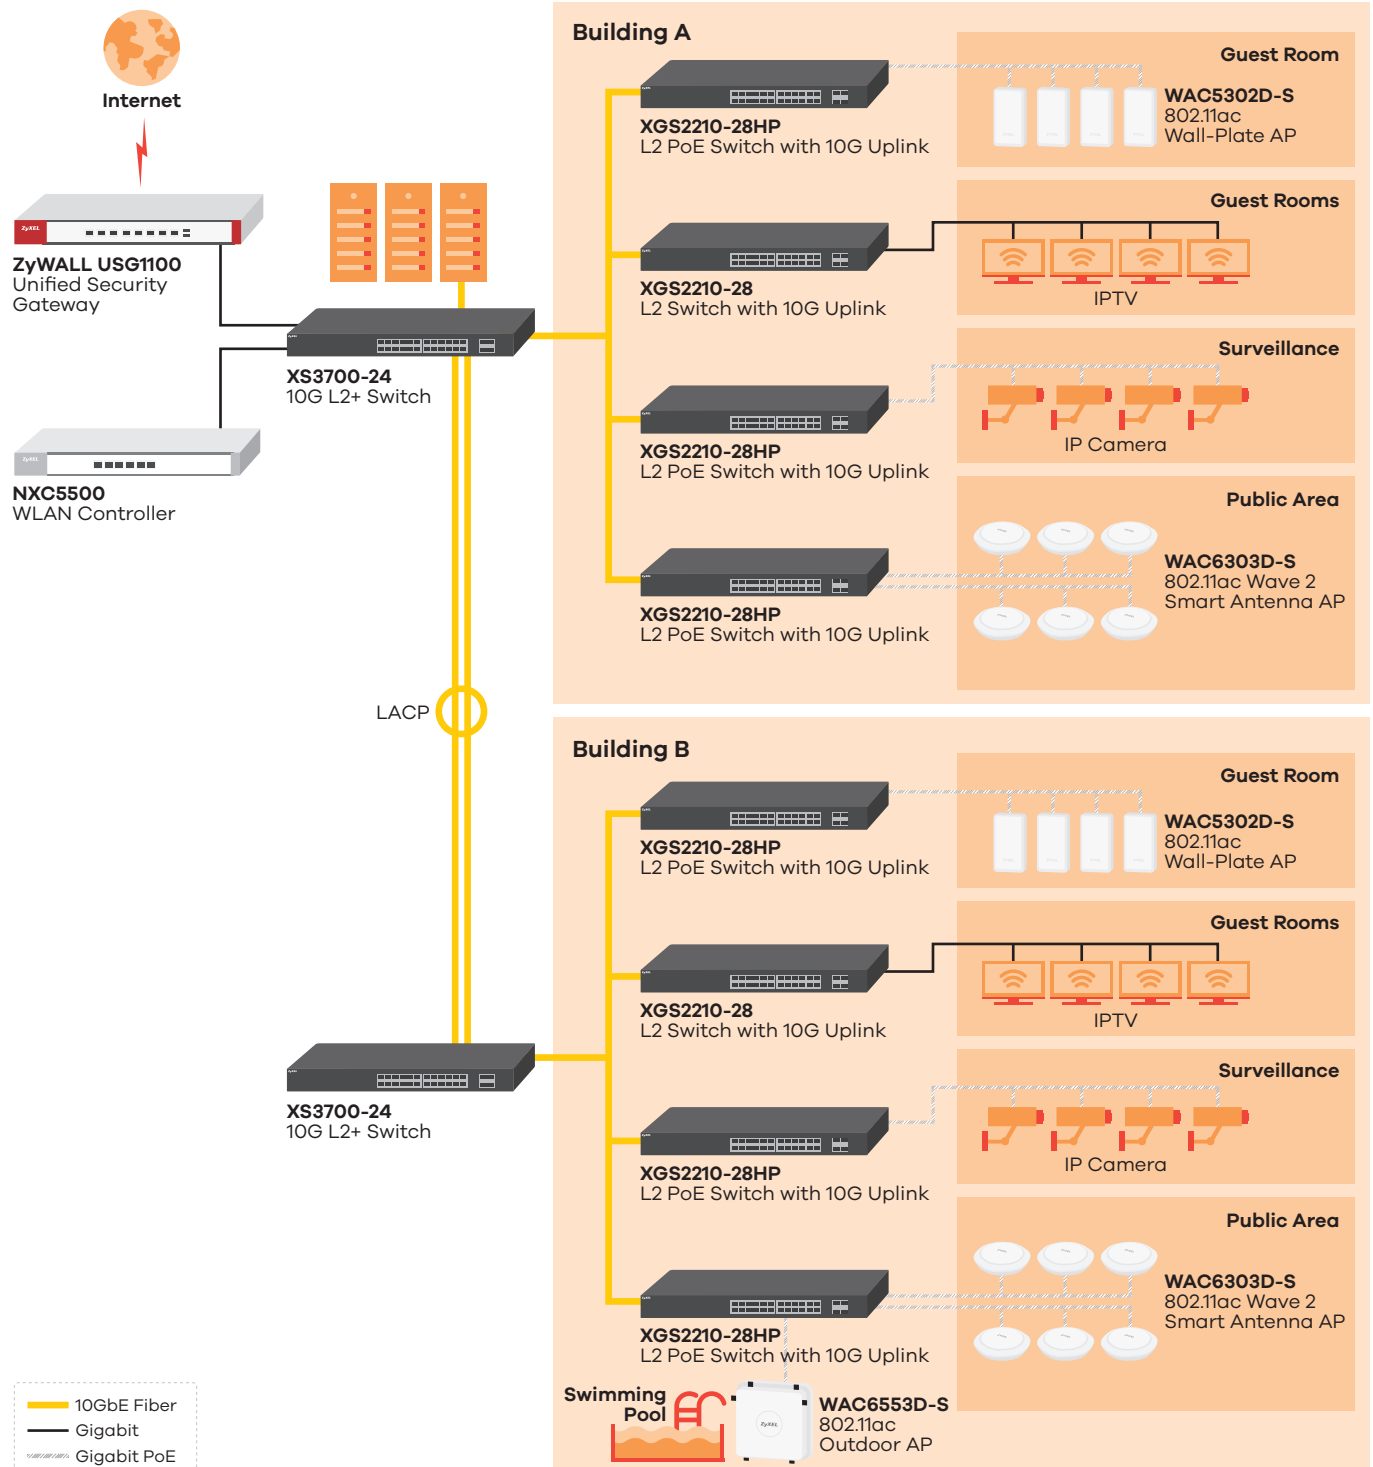 Internet
ZyXEL
ZyWALL USG1100
Unified Security
Gateway
XS3700-24
10G L2+ Switch
ZyXEL
NXC5500
WLAN Controller
LACP
XS3700-24
10G L2+ Switch
Building A
XGS2210-28HP
L2 PoE Switch with 10G Uplink
Guest Room
WAC5302D-S
802.11ac
Wall-Plate AP
XGS2210-28
L2 Switch with 10G Uplink
Guest Rooms
IPTV
XGS2210-28HP
L2 PoE Switch with 10G Uplink
Surveillance
IP Camera
XGS2210-28HP
L2 PoE Switch with 10G Uplink
Public Area
WAC6303D-S
802.11ac Wave 2
Smart Antenna AP
Building B
XGS2210-28HP
L2 PoE Switch with 10G Uplink
Guest Room
WAC5302D-S
802.11ac
Wall-Plate AP
XGS2210-28
L2 Switch with 10G Uplink
Guest Rooms
IPTV
XGS2210-28HP
L2 PoE Switch with 10G Uplink
Surveillance
IP Camera
XGS2210-28HP
L2 PoE Switch with 10G Uplink
Public Area
WAC6303D-S
802.11ac Wave 2
Smart Antenna AP
Swimming
Pool
ZyXEL
WAC6553D-S
802.11ac
Outdoor AP
10GbE Fiber
Gigabit
Gigabit PoE